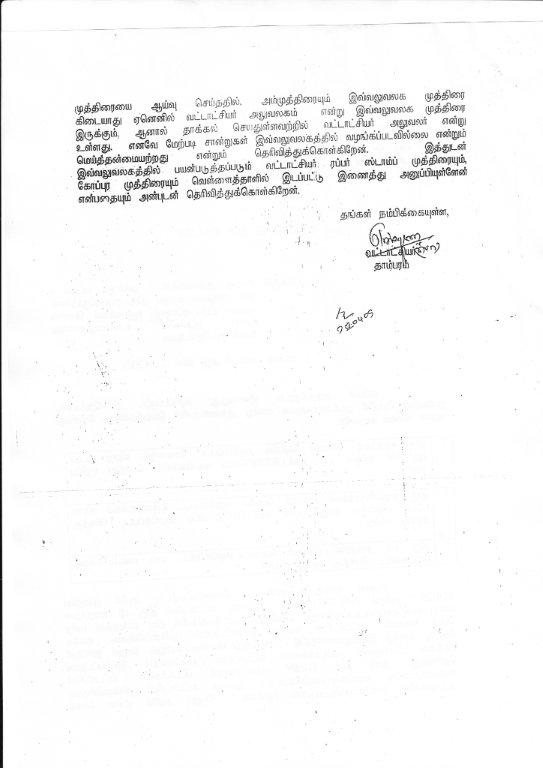 முத்திரையை ஆய்வு செய்ததில், அம்முத்திரையும் இவ்வலுவலக முத்திரை
கிடையாது ஏனெனில் வட்டாட்சியர் அலுவலகம் என்று இவ்வலுவலக முத்திரை
இருக்கும், ஆனால் தாக்கல் செயதுள்ளவற்றில் வட்டாட்சியர் அலுவலர் என்று
உள்ளது. எனவே மேற்படி சான்றுகள் இவ்வலுவலகத்தில் வழங்கப்படவில்லை என்றும்
மெய்த்தன்மையற்றது என்றும் தெரிவித்துக்கொள்கிறேன். இத்துடன்
இவ்வலுவலகத்தில் பயன்படுத்தப்படும் வட்டாட்சியர் ரப்பர் ஸ்டாம்ப் முத்திரையும்,
கோப்புர முத்திரையும் வெள்ளைத்தாளில் இடப்பட்டு இணைத்து அனுப்பியுள்ளேன்
என்பதையும் அன்புடன் தெரிவித்துக்கொள்கிறேன்.
தங்கள் நம்பிக்கையுள்ள,
வட்டாட்சியர்
தாம்பரம்